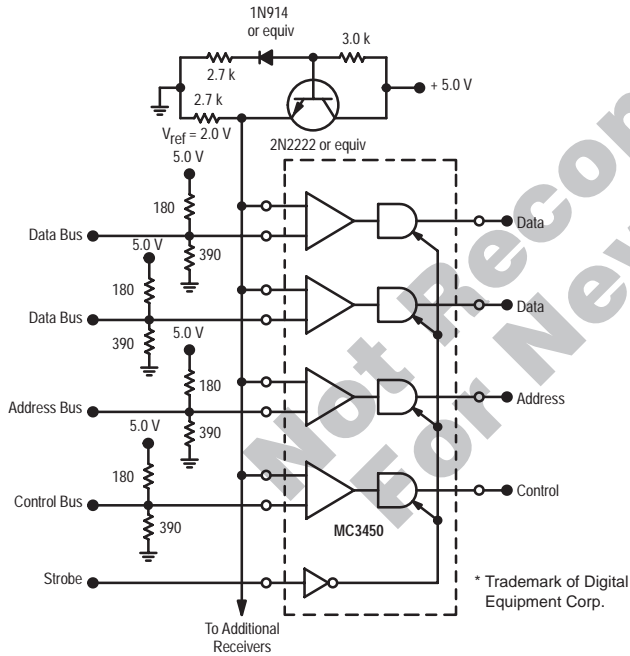 1N914
or equiv
3.0 k
2.7 k
+ 5.0 V
2.7 k
Vref = 2.0 V
2N2222 or equiv
5.0 V
180
Data Bus
Data
390
5.0 V
180
Data Bus
Data
390
5.0 V
180
Address Bus
Address
390
5.0 V
180
Control Bus
Control
390
MC3450
Strobe
* Trademark of Digital
Equipment Corp.
To Additional
Receivers
Not Recom
For New